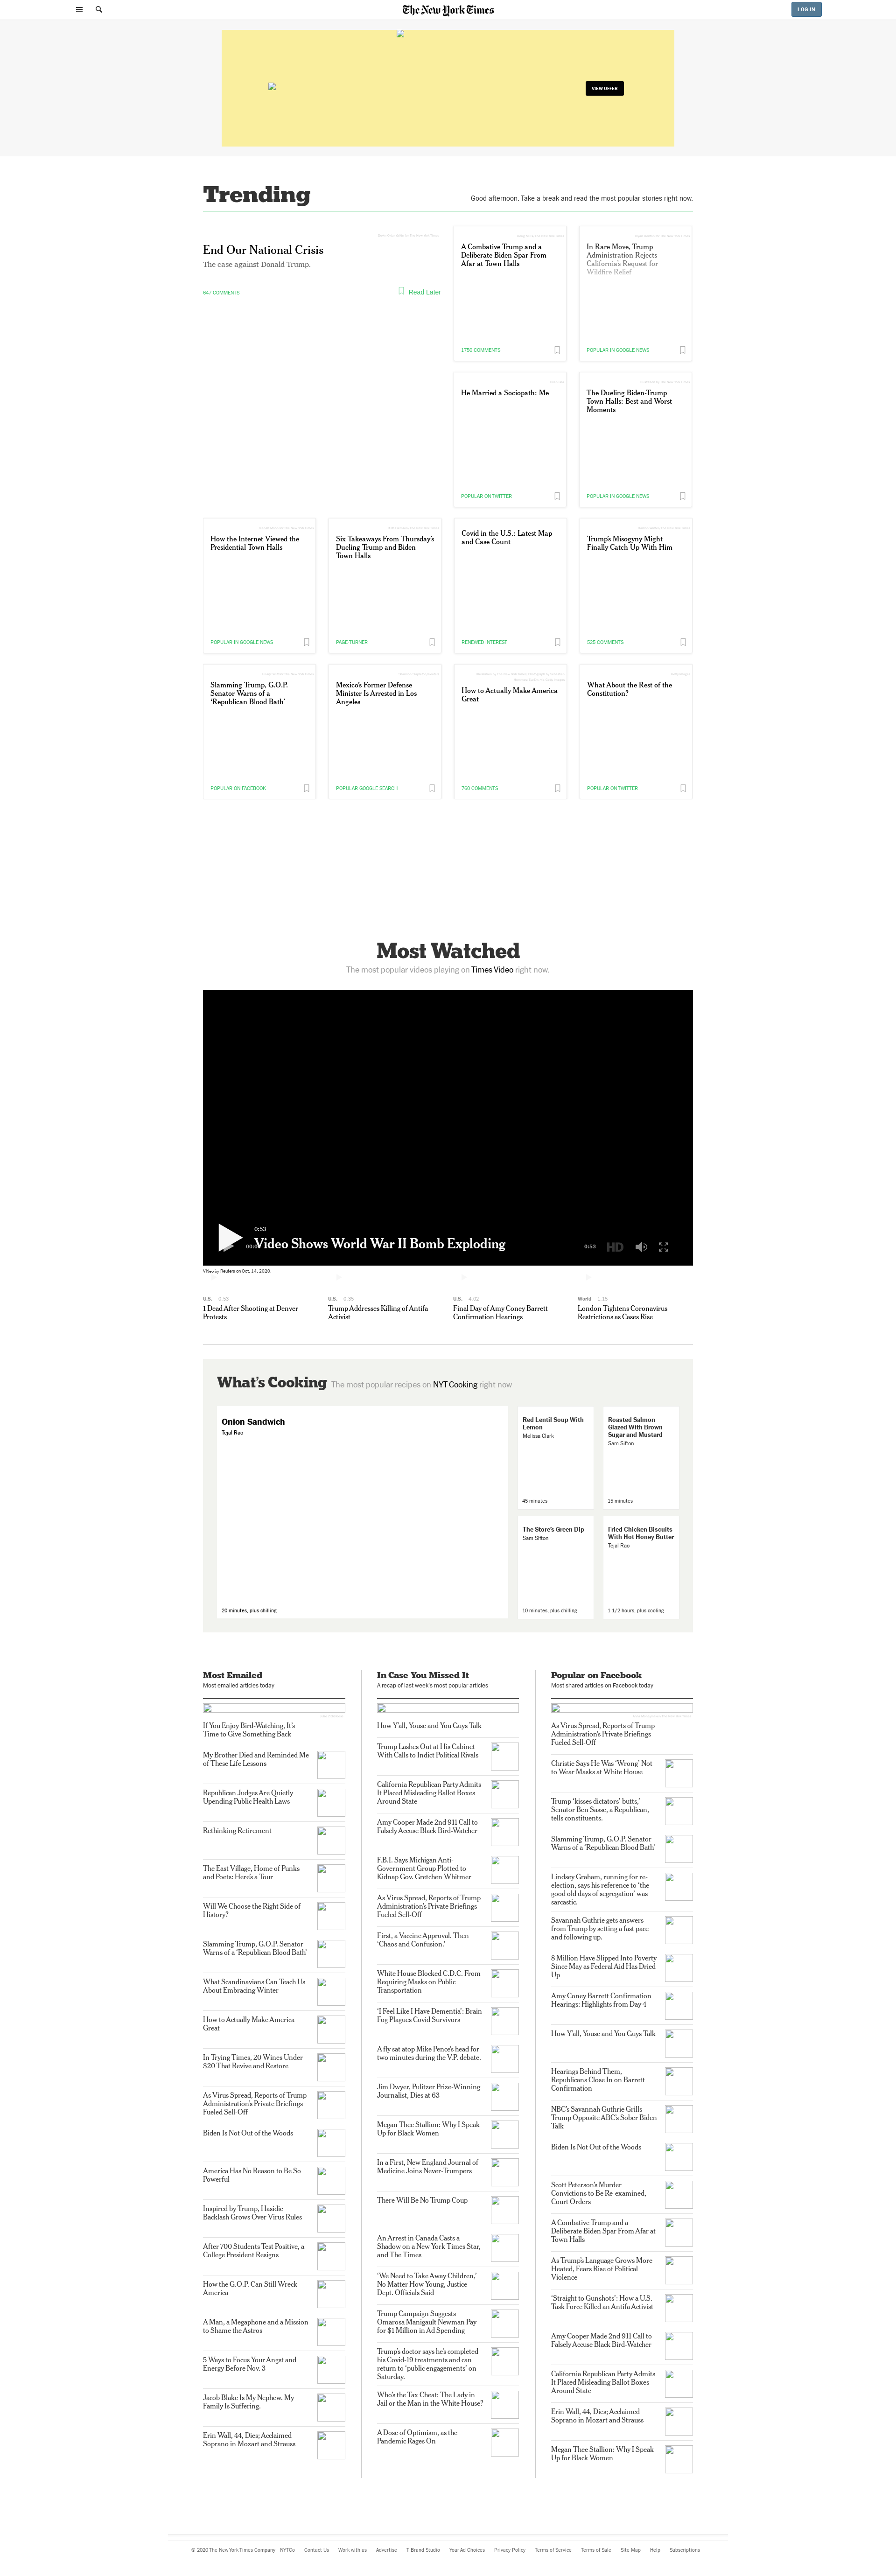 The New York Times
LOG IN
VIEW OFFER
Trending
Good afternoon. Take a break and read the most popular stories right now.
End Our National Crisis
The case against Donald Trump.
647 COMMENTS
Read Later
A Combative Trump and a
Deliberate Biden Spar From
Afar at Town Halls
1750 COMMENTS
In Rare Move, Trump
Administration Rejects
California's Request for
Wildfire Relief
POPULAR IN GOOGLE NEWS
He Married a Sociopath: Me
POPULAR ON TWITTER
The Dueling Biden-Trump
Town Halls: Best and Worst
Moments
POPULAR IN GOOGLE NEWS
How the Internet Viewed the
Presidential Town Halls
POPULAR IN GOOGLE NEWS
Six Takeaways From Thursday's
Dueling Trump and Biden
Town Halls
PAGE-TURNER
Covid in the U.S.: Latest Map
and Case Count
RENEWED INTEREST
Trump's Misogyny Might
Finally Catch Up With Him
525 COMMENTS
Slamming Trump, G.O.P.
Senator Warns of a
'Republican Blood Bath'
POPULAR ON FACEBOOK
Mexico's Former Defense
Minister Is Arrested in Los
Angeles
POPULAR GOOGLE SEARCH
How to Actually Make America
Great
760 COMMENTS
What About the Rest of the
Constitution?
POPULAR ON TWITTER
Most Watched
The most popular videos playing on Times Video right now.
0:53
Video Shows World War II Bomb Exploding
0:53
HD
Video by Reuters on Oct. 14, 2020.
U.S. 0:59
1 Dead After Shooting at Denver
Protests
U.S. 0:35
Trump Addresses Killing of Antifa
Activist
U.S. 4:02
Final Day of Amy Coney Barrett
Confirmation Hearings
World 1:15
London Tightens Coronavirus
Restrictions as Cases Rise
What's Cooking The most popular recipes on NYT Cooking right now
Onion Sandwich
Tejal Rao
20 minutes, plus chilling
Red Lentil Soup With
Lemon
Melissa Clark
45 minutes
Roasted Salmon
Glazed With Brown
Sugar and Mustard
Sam Sifton
15 minutes
The Store's Green Dip
Sam Sifton
10 minutes, plus chilling
Fried Chicken Biscuits
With Hot Honey Butter
Tejal Rao
1 1/2 hours, plus cooling
Most Emailed
Most emailed articles today
If You Enjoy Bird-Watching, It's
Time to Give Something Back
My Brother Died and Reminded Me
of These Life Lessons
Republican Judges Are Quietly
Upending Public Health Laws
Rethinking Retirement
The East Village, Home of Punks
and Poets: Here's a Tour
Will We Choose the Right Side of
History?
Slamming Trump, G.O.P. Senator
Warns of a 'Republican Blood Bath'
What Scandinavians Can Teach Us
About Embracing Winter
How to Actually Make America
Great
In Trying Times, 20 Wines Under
$20 That Revive and Restore
As Virus Spread, Reports of Trump
Administration's Private Briefings
Fueled Sell-Off
Biden Is Not Out of the Woods
America Has No Reason to Be So
Powerful
Inspired by Trump, Hasidic
Backlash Grows Over Virus Rules
After 700 Students Test Positive, a
College President Resigns
How the G.O.P. Can Still Wreck
America
A Man, a Megaphone and a Mission
to Shame the Astros
5 Ways to Focus Your Angst and
Energy Before Nov. 3
Jacob Blake Is My Nephew. My
Family Is Suffering.
Erin Wall, 44, Dies; Acclaimed
Soprano in Mozart and Strauss
In Case You Missed It
A recap of last week's most popular articles
How Y'all, Youse and You Guys Talk
Trump Lashes Out at His Cabinet
With Calls to Indict Political Rivals
California Republican Party Admits
It Placed Misleading Ballot Boxes
Around State
Amy Cooper Made 2nd 911 Call to
Falsely Accuse Black Bird-Watcher
F.B.I. Says Michigan Anti-
Government Group Plotted to
Kidnap Gov. Gretchen Whitmer
As Virus Spread, Reports of Trump
Administration's Private Briefings
Fueled Sell-Off
First, a Vaccine Approval. Then
'Chaos and Confusion.'
White House Blocked C.D.C. From
Requiring Masks on Public
Transportation
'I Feel Like I Have Dementia': Brain
Fog Plagues Covid Survivors
A fly sat atop Mike Pence's head for
two minutes during the V.P. debate.
Jim Dwyer, Pulitzer Prize-Winning
Journalist, Dies at 63
Megan Thee Stallion: Why I Speak
Up for Black Women
In a First, New England Journal of
Medicine Joins Never-Trumpers
There Will Be No Trump Coup
An Arrest in Canada Casts a
Shadow on a New York Times Star,
and The Times
'We Need to Take Away Children,'
No Matter How Young, Justice
Dept. Officials Said
Trump Campaign Suggests
Omarosa Manigault Newman Pay
for $1 Million in Ad Spending
Trump's doctor says he's completed
his Covid-19 treatments and can
return to 'public engagements' on
Saturday.
Who's the Tax Cheat: The Lady in
Jail or the Man in the White House?
A Dose of Optimism, as the
Pandemic Rages On
Popular on Facebook
Most shared articles on Facebook today
As Virus Spread, Reports of Trump
Administration's Private Briefings
Fueled Sell-Off
Christie Says He Was 'Wrong' Not
to Wear Masks at White House
Trump 'kisses dictators' butts,'
Senator Ben Sasse, a Republican,
tells constituents.
Slamming Trump, G.O.P. Senator
Warns of a 'Republican Blood Bath'
Lindsey Graham, running for re-
election, says his reference to 'the
good old days of segregation' was
sarcastic.
Savannah Guthrie gets answers
from Trump by setting a fast pace
and following up.
8 Million Have Slipped Into Poverty
Since May as Federal Aid Has Dried
Up
Amy Coney Barrett Confirmation
Hearings: Highlights from Day 4
How Y'all, Youse and You Guys Talk
Hearings Behind Them,
Republicans Close In on Barrett
Confirmation
NBC's Savannah Guthrie Grills
Trump Opposite ABC's Sober Biden
Talk
Biden Is Not Out of the Woods
Scott Peterson's Murder
Convictions to Be Re-examined,
Court Orders
A Combative Trump and a
Deliberate Biden Spar From Afar at
Town Halls
As Trump's Language Grows More
Heated, Fears Rise of Political
Violence
'Straight to Gunshots': How a U.S.
Task Force Killed an Antifa Activist
Amy Cooper Made 2nd 911 Call to
Falsely Accuse Black Bird-Watcher
California Republican Party Admits
It Placed Misleading Ballot Boxes
Around State
Erin Wall, 44, Dies; Acclaimed
Soprano in Mozart and Strauss
Megan Thee Stallion: Why I Speak
Up for Black Women
© 2020 The New York Times Company NYTCo Contact Us Work with us Advertise T Brand Studio Your Ad Choices Privacy Policy Terms of Service Terms of Sale Site Map Help Subscriptions